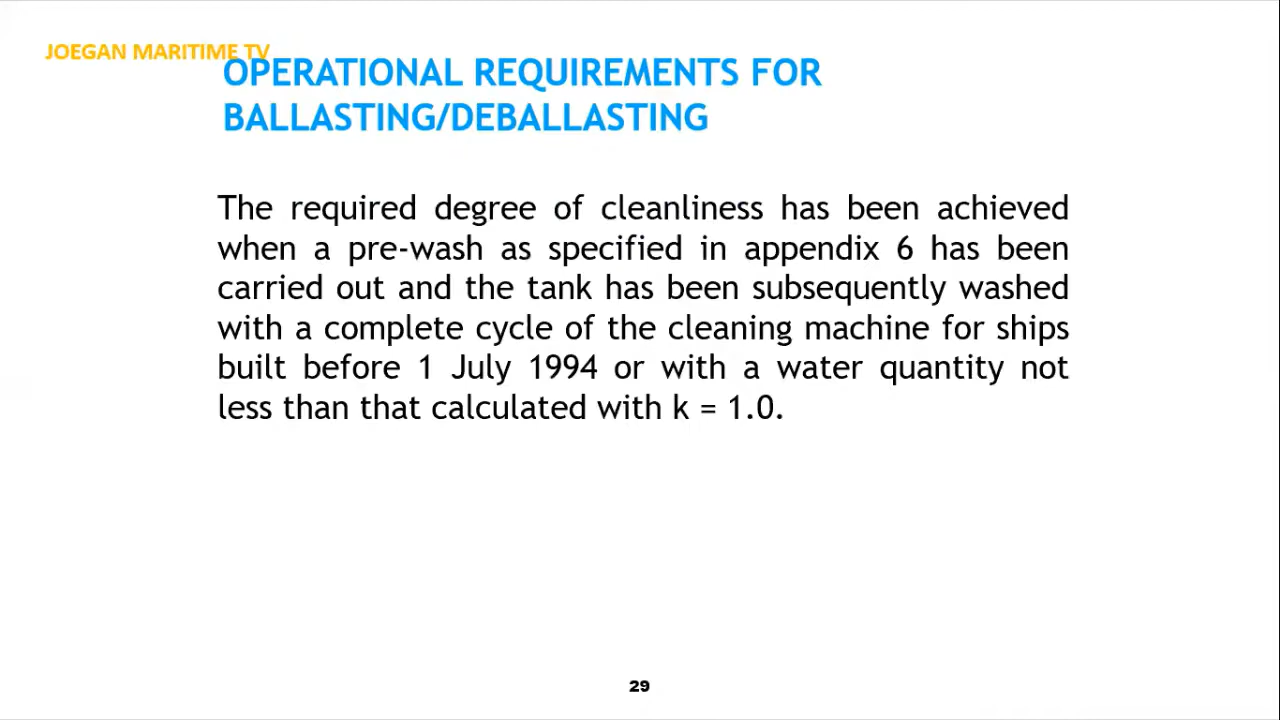 JOEGAN MARITIME TV
OPERATIONAL REQUIREMENTS FOR
BALLASTING/DEBALLASTING
The required degree of cleanliness has been achieved
when a pre-wash as specified in appendix 6 has been
carried out and the tank has been subsequently washed
with a complete cycle of the cleaning machine for ships
built before 1 July 1994 or with a water quantity not
less than that calculated with k = 1.0.
29